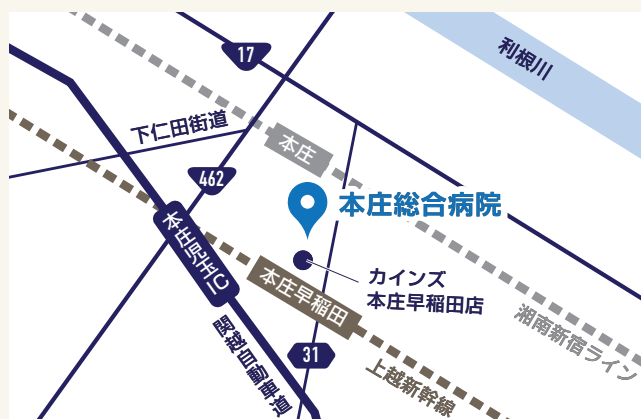 17
利根川
下仁田街道
本庄
462
本庄総合病院
本庄児玉IC
カインズ
本庄早稲田店
本庄早稲田
湘南新宿ライン
関越自動車道
31
上越新幹線